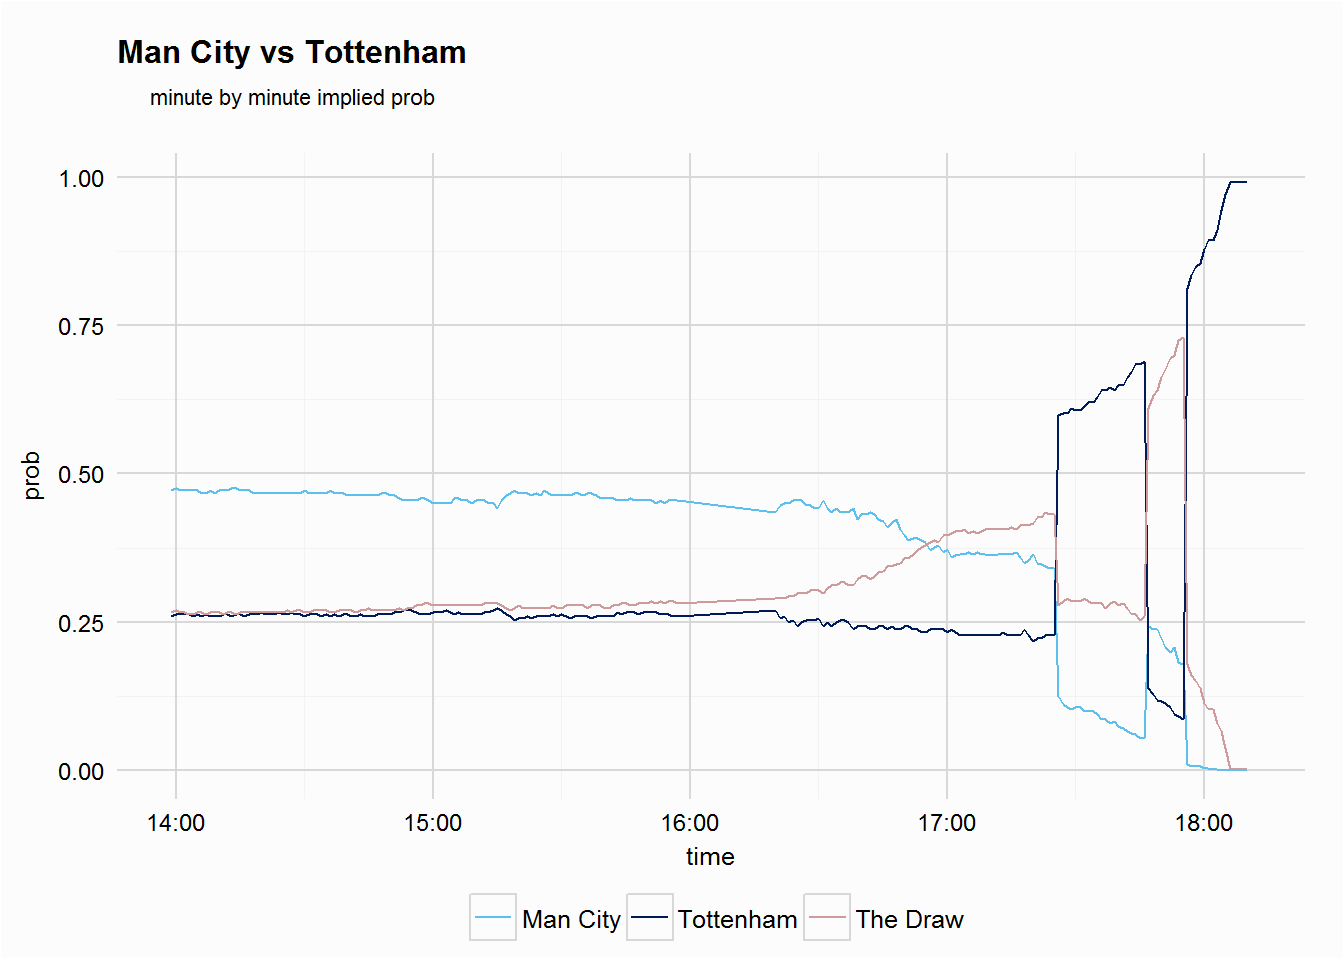 Man City vs Tottenham
minute by minute implied prob
1.00
0.75
0.50
0.25
0.00
prob
14:00 15:00 16:00 17:00 18:00
time
Man City Tottenham The Draw